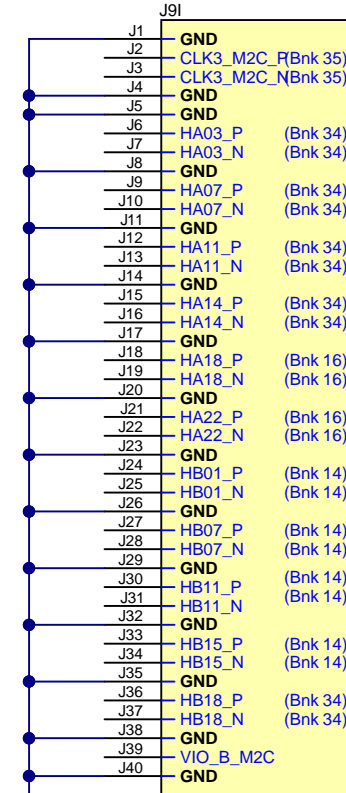 J9I
J1 GND
J2 CLK3_M2C_P (Bnk 35)
J3 CLK3_M2C_N (Bnk 35)
J4 GND
J5 GND
J6 HA03_P (Bnk 34)
J7 HA03_N (Bnk 34)
J8 GND
J9 HA07_P (Bnk 34)
J10 HA07_N (Bnk 34)
J11 GND
J12 HA11_P (Bnk 34)
J13 HA11_N (Bnk 34)
J14 GND
J15 HA14_P (Bnk 34)
J16 HA14_N (Bnk 34)
J17 GND
J18 HA18_P (Bnk 16)
J19 HA18_N (Bnk 16)
J20 GND
J21 HA22_P (Bnk 16)
J22 HA22_N (Bnk 16)
J23 GND
J24 HB01_P (Bnk 14)
J25 HB01_N (Bnk 14)
J26 GND
J27 HB07_P (Bnk 14)
J28 HB07_N (Bnk 14)
J29 GND
J30 HB11_P (Bnk 14)
J31 HB11_N (Bnk 14)
J32 GND
J33 HB15_P (Bnk 14)
J34 HB15_N (Bnk 14)
J35 GND
J36 HB18_P (Bnk 34)
J37 HB18_N (Bnk 34)
J38 GND
J39 VIO_B_M2C
J40 GND